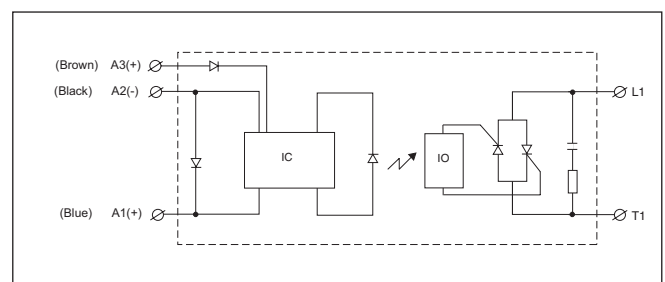 (Brown) A3(+)
(Black) A2(-)
L1
IC
IO
(Blue) A1(+)
T1